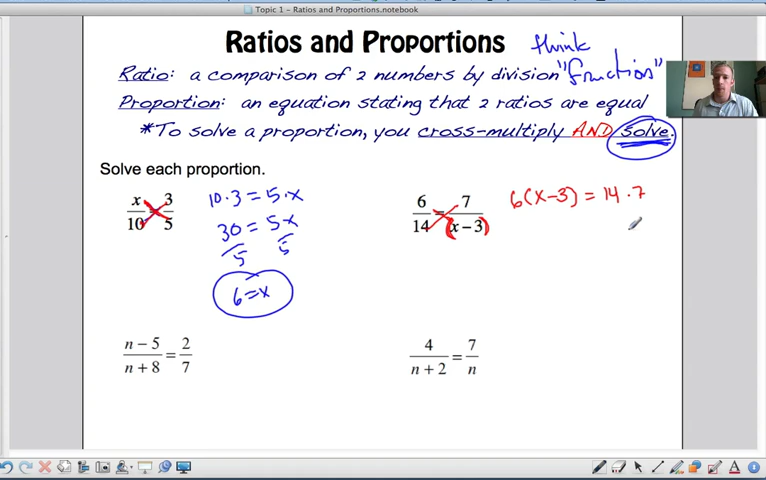 Topic 1 - Ratios and Proportions.notebook
Ratios and Proportions think
Ratio: a comparison of 2 numbers by division "fraction"
Proportion: an equation stating that 2 ratios are equal
*To solve a proportion, you cross-multiply AND solve.
Solve each proportion.
x/10 = 3/5
10·3 = 5·x
30 = 5x
/5 /5
6=x
6/14 = 7/(x-3)
6(x-3) = 14·7
n-5/n+8 = 2/7
4/n+2 = 7/n